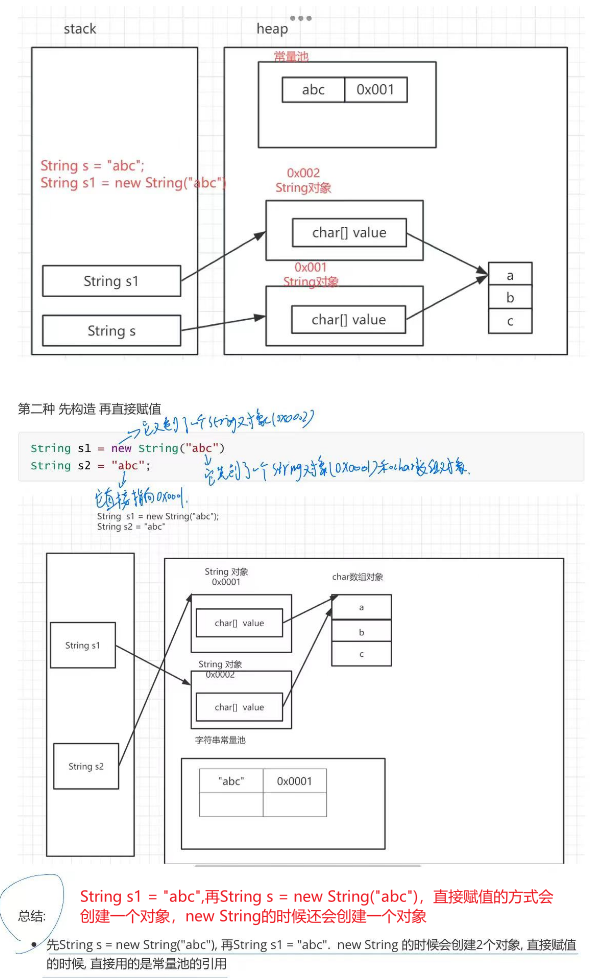 stack
heap
常量池
abc
0x001
String s = "abc";
String s1 = new String("abc")
0x002
String对象
char[] value
0x001
String对象
char[] value
String s1
String s
a
b
c
第二种 先构造 再直接赋值
它又创了一个String对象(0x0002)
String s1 = new String("abc")
String s2 = "abc";
它先创了一个String对象(0x0001)和char数组对象.
它直接指向0x0001.
String s1 = new String("abc");
String s2 = "abc"
String 对象
0x0001
char数组对象
char[] value
a
b
c
String s1
String 对象
0x0002
char[] value
字符串常量池
String s2
"abc"
0x0001
String s1 = "abc",再String s = new String("abc")，直接赋值的方式会
创建一个对象，new String的时候还会创建一个对象
总结:
先String s = new String("abc"), 再String s1 = "abc". new String 的时候会创建2个对象, 直接赋值
的时候, 直接用的是常量池的引用